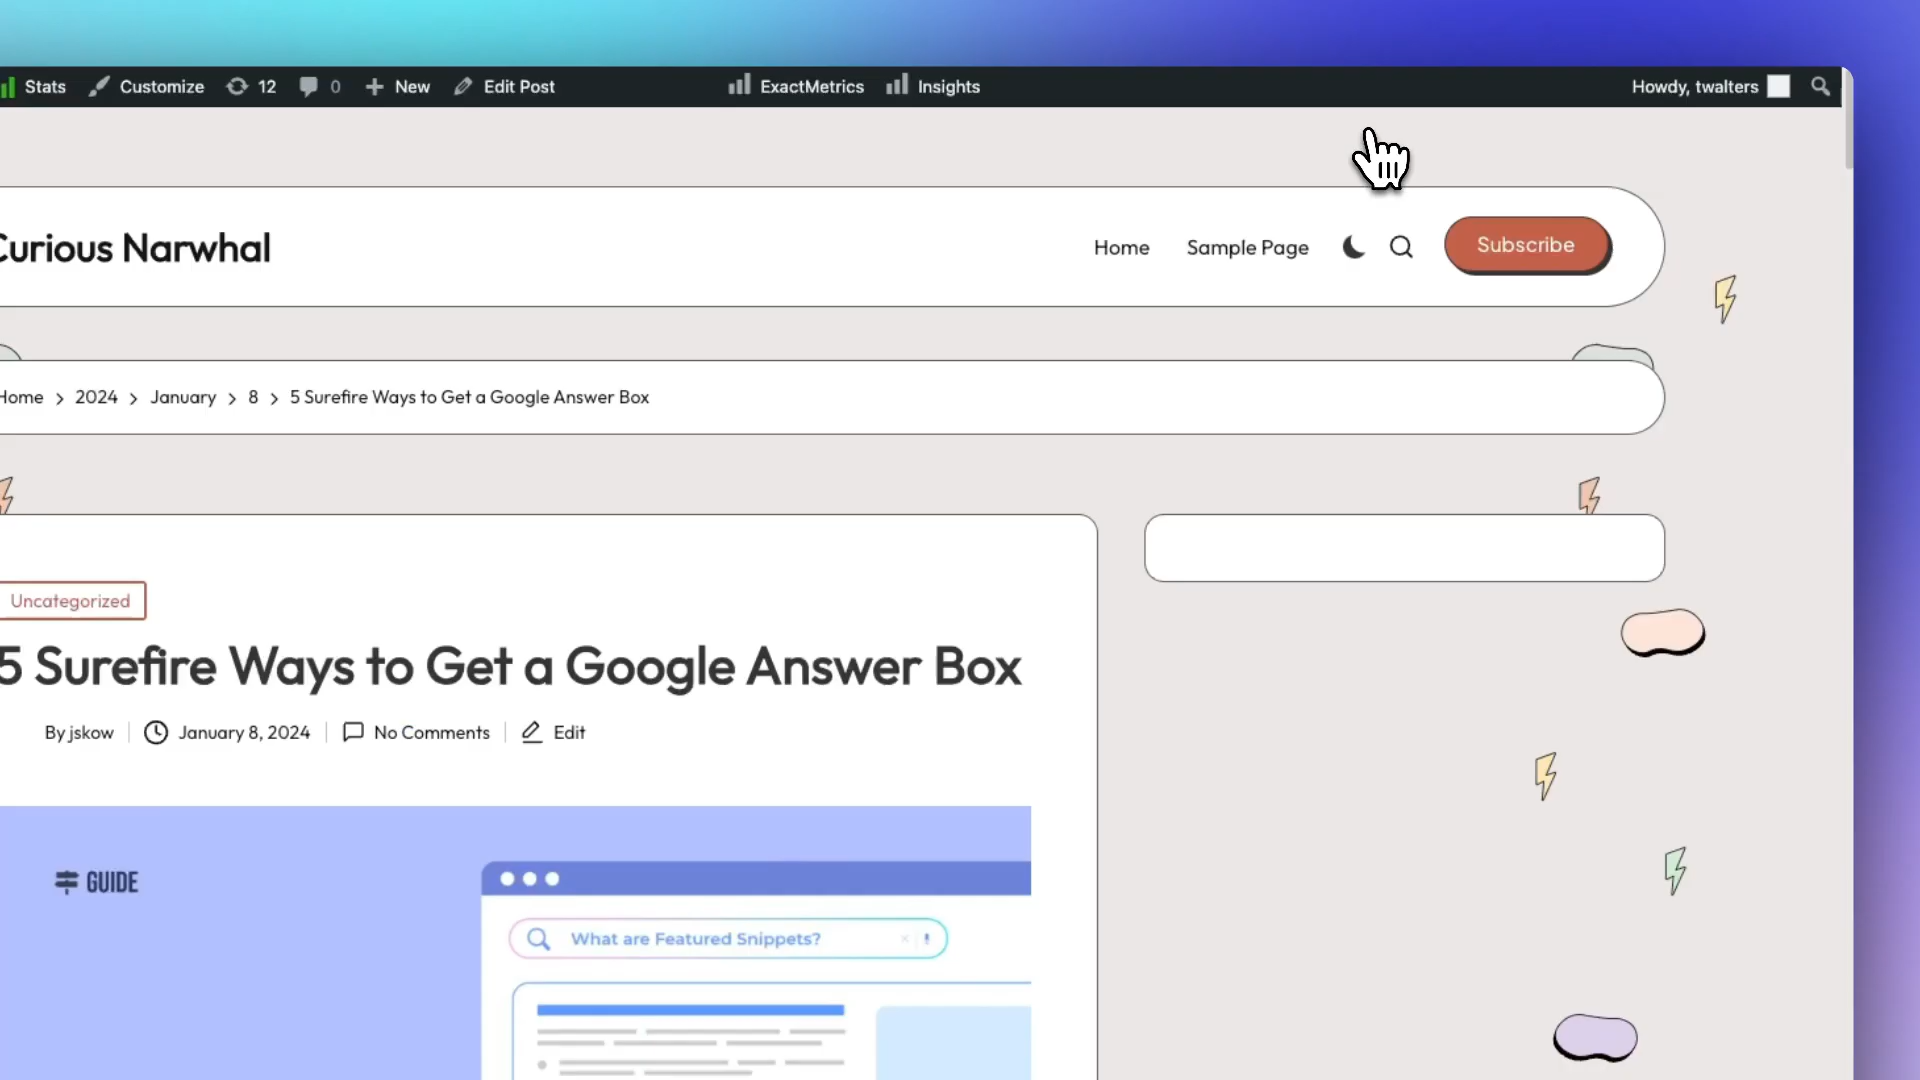 Stats Customize 12 0 New Edit Post ExactMetrics Insights Howdy, twalters
Curious Narwhal Home Sample Page Subscribe
Home > 2024 > January > 8 > 5 Surefire Ways to Get a Google Answer Box
Uncategorized
5 Surefire Ways to Get a Google Answer Box
By jskow January 8, 2024 No Comments Edit
GUIDE
What are Featured Snippets?